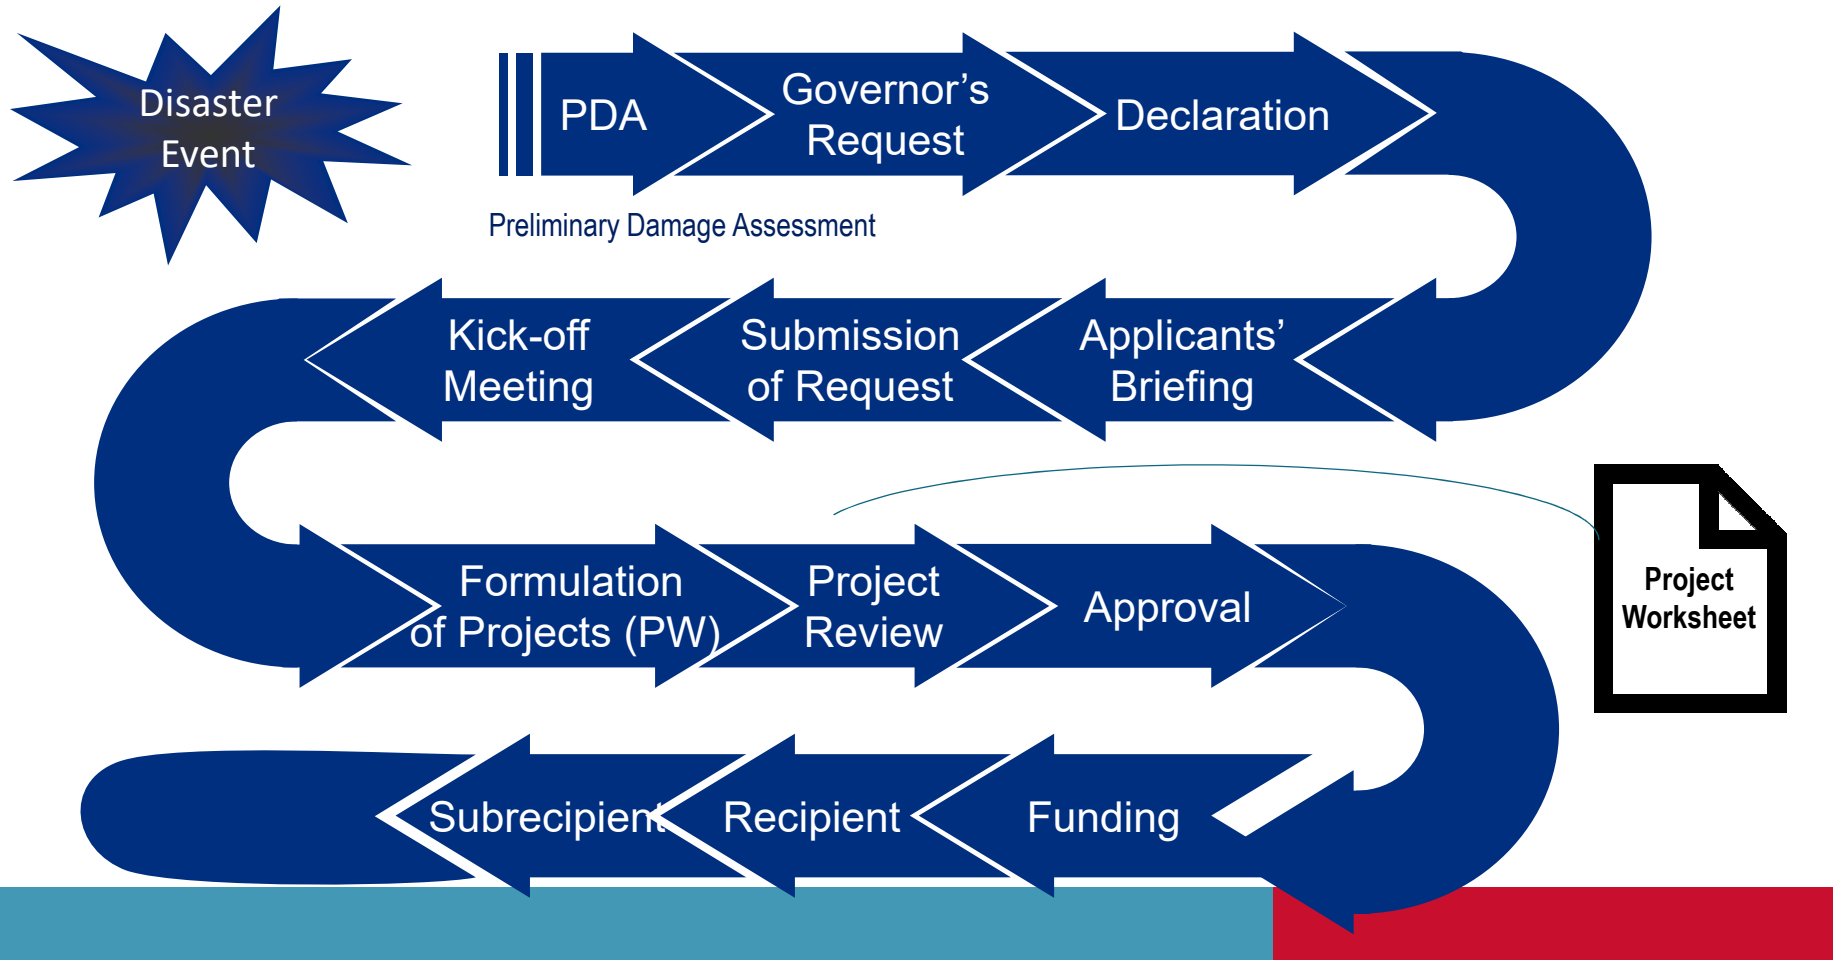 Disaster
Event
PDA
Governor’s
Request
Declaration
Preliminary Damage Assessment
Applicants’
Briefing
Submission
of Request
Kick-off
Meeting
Formulation
of Projects (PW)
Project
Review
Approval
Project
Worksheet
Funding
Recipient
Subrecipient